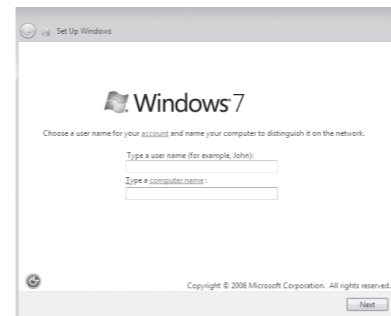 Set Up Windows
Windows 7
Choose a user name for your account and name your computer to distinguish it on the network.
Type a user name (for example, John):
Type a computer name :
Copyright © 2008 Microsoft Corporation. All rights reserved.
Next